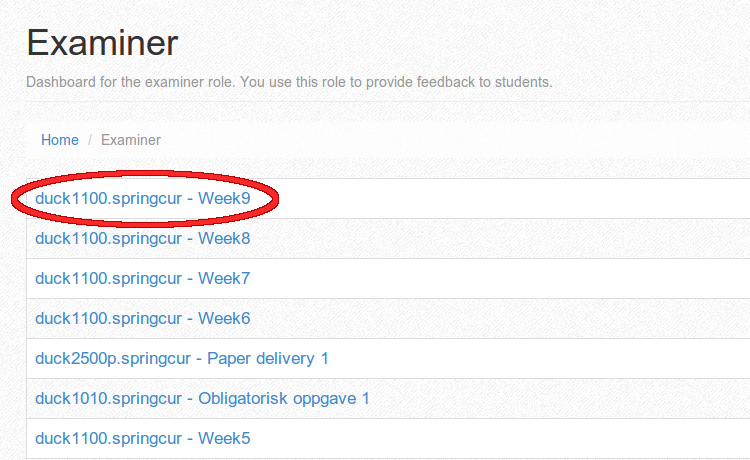 Examiner
Dashboard for the examiner role. You use this role to provide feedback to students.
Home / Examiner
duck1100.springcur - Week9
duck1100.springcur - Week8
duck1100.springcur - Week7
duck1100.springcur - Week6
duck2500p.springcur - Paper delivery 1
duck1010.springcur - Obligatorisk oppgave 1
duck1100.springcur - Week5